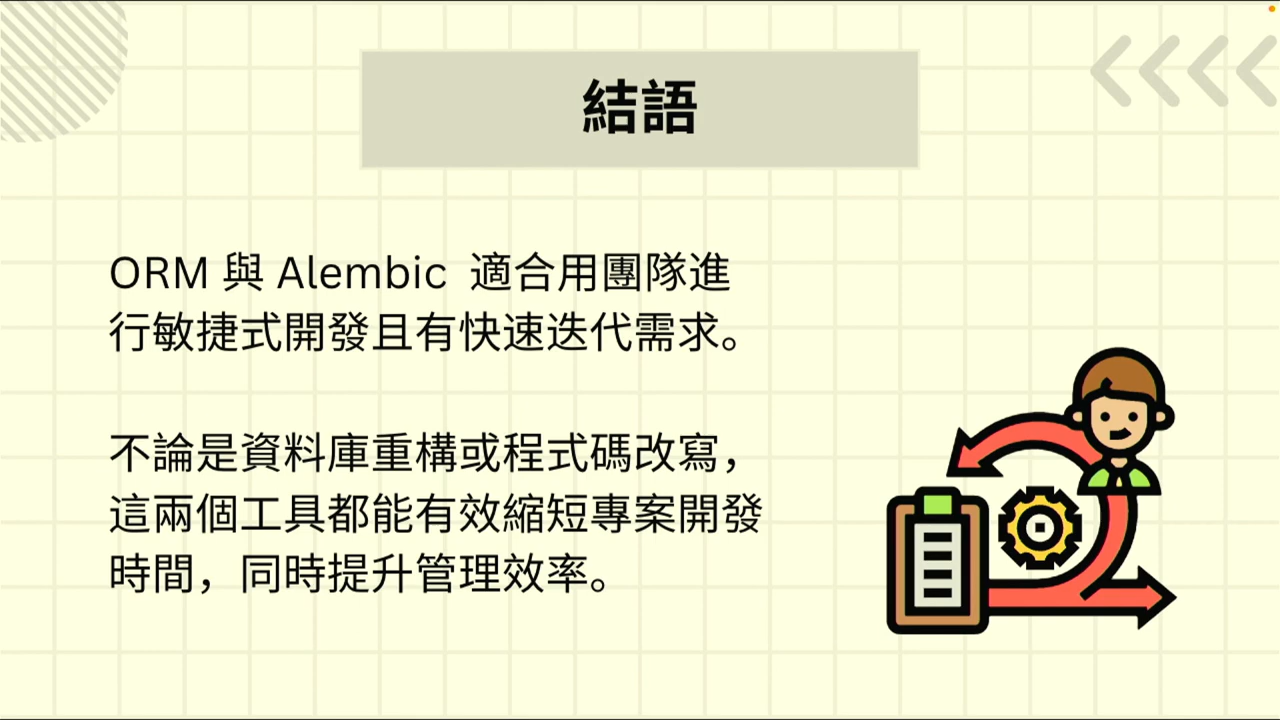 結語
ORM 與 Alembic 適合用團隊進
行敏捷式開發且有快速迭代需求。
不論是資料庫重構或程式碼改寫，
這兩個工具都能有效縮短專案開發
時間，同時提升管理效率。